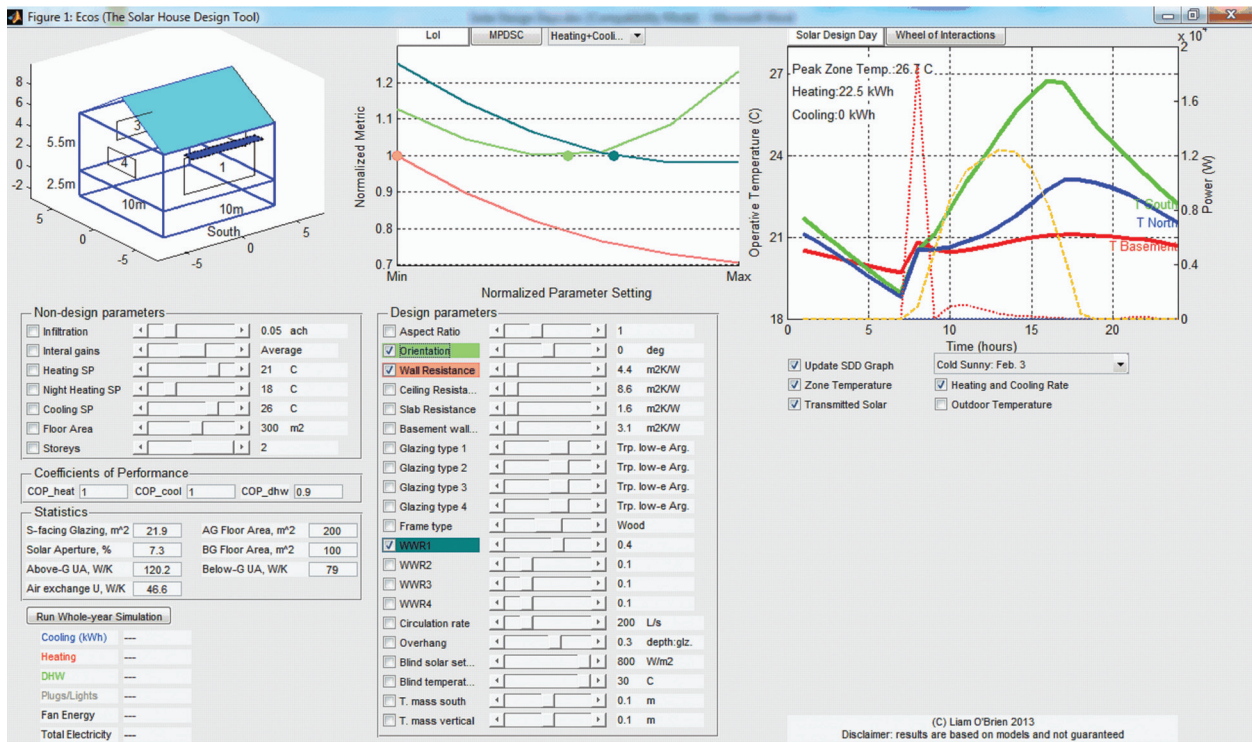 Figure 1: Ecos (The Solar House Design Tool)
8
6
4
2
0
-2
5.5m
2.5m
3
4
1
10m
10m
South
5
0
-5
-5
0
5
LoI
MPDSC
Heating+Cooli...
Normalized Metric
1.2
1.1
1
0.9
0.8
0.7
Min
Max
Normalized Parameter Setting
Solar Design Day
Wheel of Interactions
Peak Zone Temp.:26.7 C
Heating:22.5 kWh
Cooling:0 kWh
Operative Temperature (C)
27
24
21
18
0
5
10
15
20
Time (hours)
2
1.6
1.2
0.8
0.4
0
Power (W)
T South
T North
T Basement
Non-design parameters
Infiltration 0.05 ach
Interal gains Average
Heating SP 21 C
Night Heating SP 18 C
Cooling SP 26 C
Floor Area 300 m2
Storeys 2
Coefficients of Performance
COP_heat 1 COP_cool 1 COP_dhw 0.9
Statistics
S-facing Glazing, m^2 21.9 AG Floor Area, m^2 200
Solar Aperture, % 7.3 BG Floor Area, m^2 100
Above-G UA, W/K 120.2 Below-G UA, W/K 79
Air exchange U, W/K 46.6
Run Whole-year Simulation
Cooling (kWh) ---
Heating ---
DHW ---
Plugs/Lights ---
Fan Energy ---
Total Electricity ---
Design parameters
Aspect Ratio 1
Orientation 0 deg
Wall Resistance 4.4 m2K/W
Ceiling Resista... 8.6 m2K/W
Slab Resistance 1.6 m2K/W
Basement wall... 3.1 m2K/W
Glazing type 1 Trp. low-e Arg.
Glazing type 2 Trp. low-e Arg.
Glazing type 3 Trp. low-e Arg.
Glazing type 4 Trp. low-e Arg.
Frame type Wood
WWR1 0.4
WWR2 0.1
WWR3 0.1
WWR4 0.1
Circulation rate 200 L/s
Overhang 0.3 depth:glz.
Blind solar set... 800 W/m2
Blind temperat... 30 C
T. mass south 0.1 m
T. mass vertical 0.1 m
Update SDD Graph
Cold Sunny: Feb. 3
Zone Temperature
Heating and Cooling Rate
Transmitted Solar
Outdoor Temperature
(C) Liam O'Brien 2013
Disclaimer: results are based on models and not guaranteed